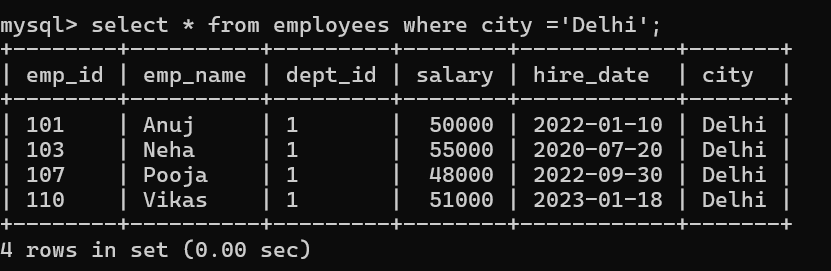 mysql> select * from employees where city ='Delhi';
+--------+----------+---------+--------+------------+-------+
| emp_id | emp_name | dept_id | salary | hire_date  | city  |
+--------+----------+---------+--------+------------+-------+
| 101    | Anuj     | 1       |  50000 | 2022-01-10 | Delhi |
| 103    | Neha     | 1       |  55000 | 2020-07-20 | Delhi |
| 107    | Pooja    | 1       |  48000 | 2022-09-30 | Delhi |
| 110    | Vikas    | 1       |  51000 | 2023-01-18 | Delhi |
+--------+----------+---------+--------+------------+-------+
4 rows in set (0.00 sec)